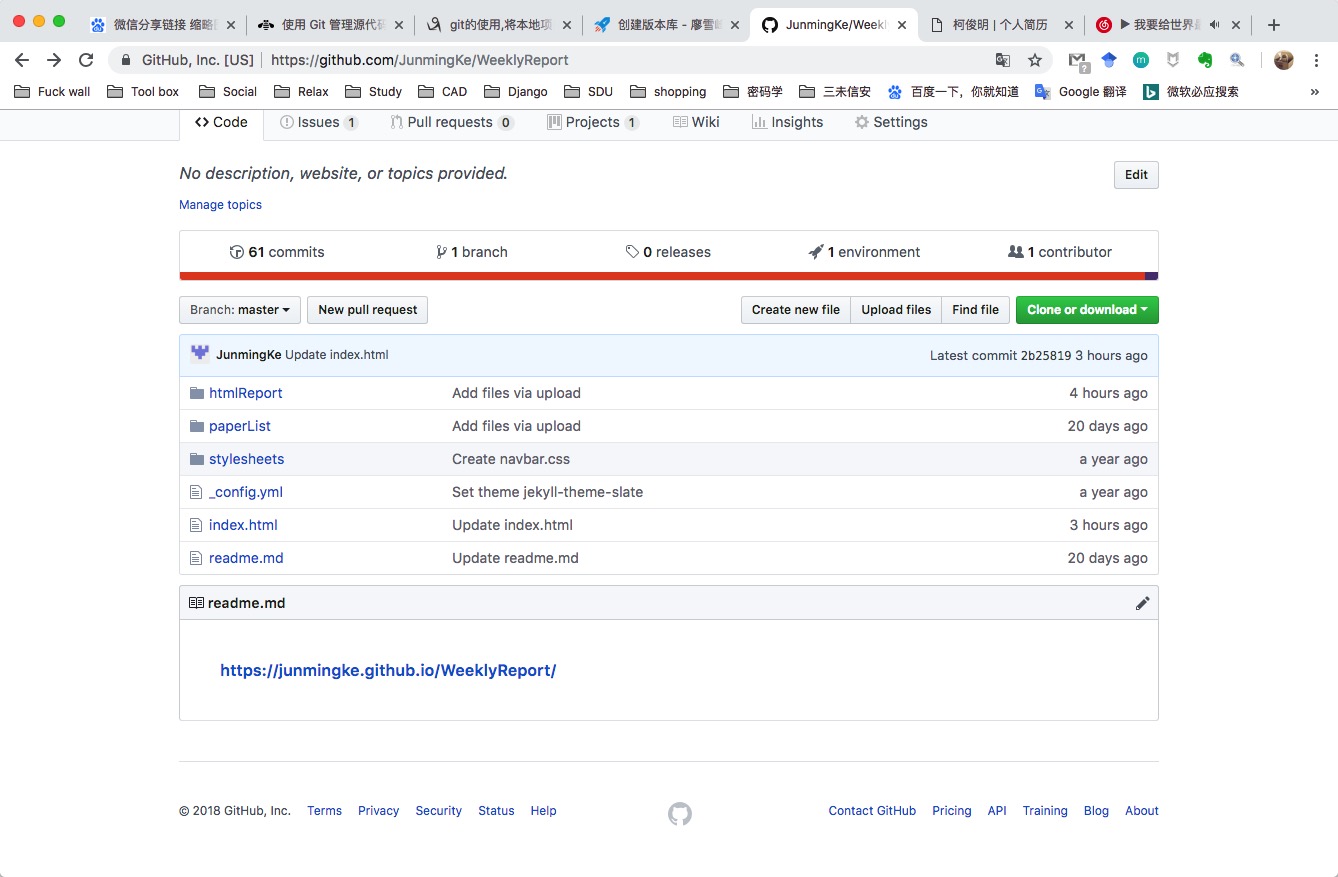 微信分享链接 缩略
使用 Git 管理源代码
git的使用,将本地项
创建版本库 - 廖雪
JunmingKe/Weekl
柯俊明 | 个人简历
▶ 我要给世界
GitHub, Inc. [US] | https://github.com/JunmingKe/WeeklyReport
Fuck wall Tool box Social Relax Study CAD Django SDU shopping 密码学 三未信安 百度一下，你就知道 Google 翻译 微软必应搜索 »
Code Issues 1 Pull requests 0 Projects 1 Wiki Insights Settings
No description, website, or topics provided. Edit
Manage topics
61 commits 1 branch 0 releases 1 environment 1 contributor
Branch: master New pull request Create new file Upload files Find file Clone or download
JunmingKe Update index.html Latest commit 2b25819 3 hours ago
htmlReport Add files via upload 4 hours ago
paperList Add files via upload 20 days ago
stylesheets Create navbar.css a year ago
_config.yml Set theme jekyll-theme-slate a year ago
index.html Update index.html 3 hours ago
readme.md Update readme.md 20 days ago
readme.md
https://junmingke.github.io/WeeklyReport/
© 2018 GitHub, Inc. Terms Privacy Security Status Help Contact GitHub Pricing API Training Blog About